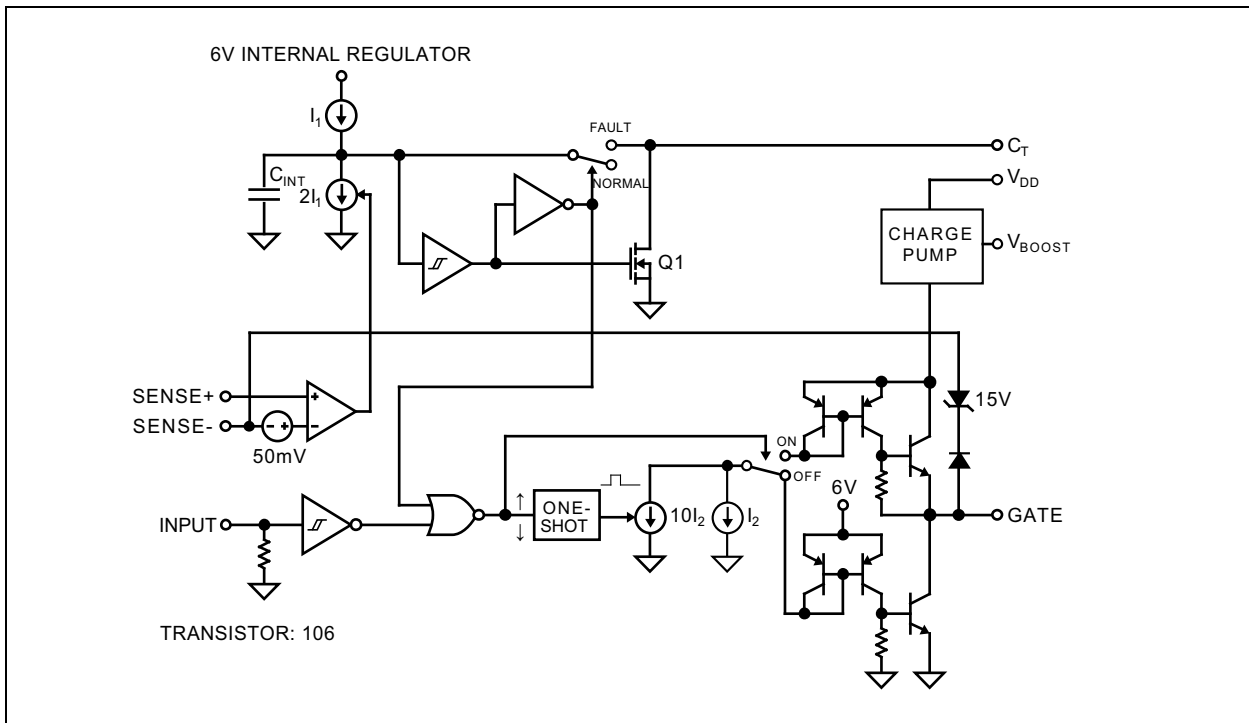 6V INTERNAL REGULATOR
I1
FAULT
CT
CINT
2I1
NORMAL
VDD
CHARGE
PUMP
VBOOST
Q1
SENSE+
+
15V
SENSE-
- +
-
50mV
ON
OFF
6V
INPUT
↑
↓
ONE-
SHOT
10I2
I2
GATE
TRANSISTOR: 106